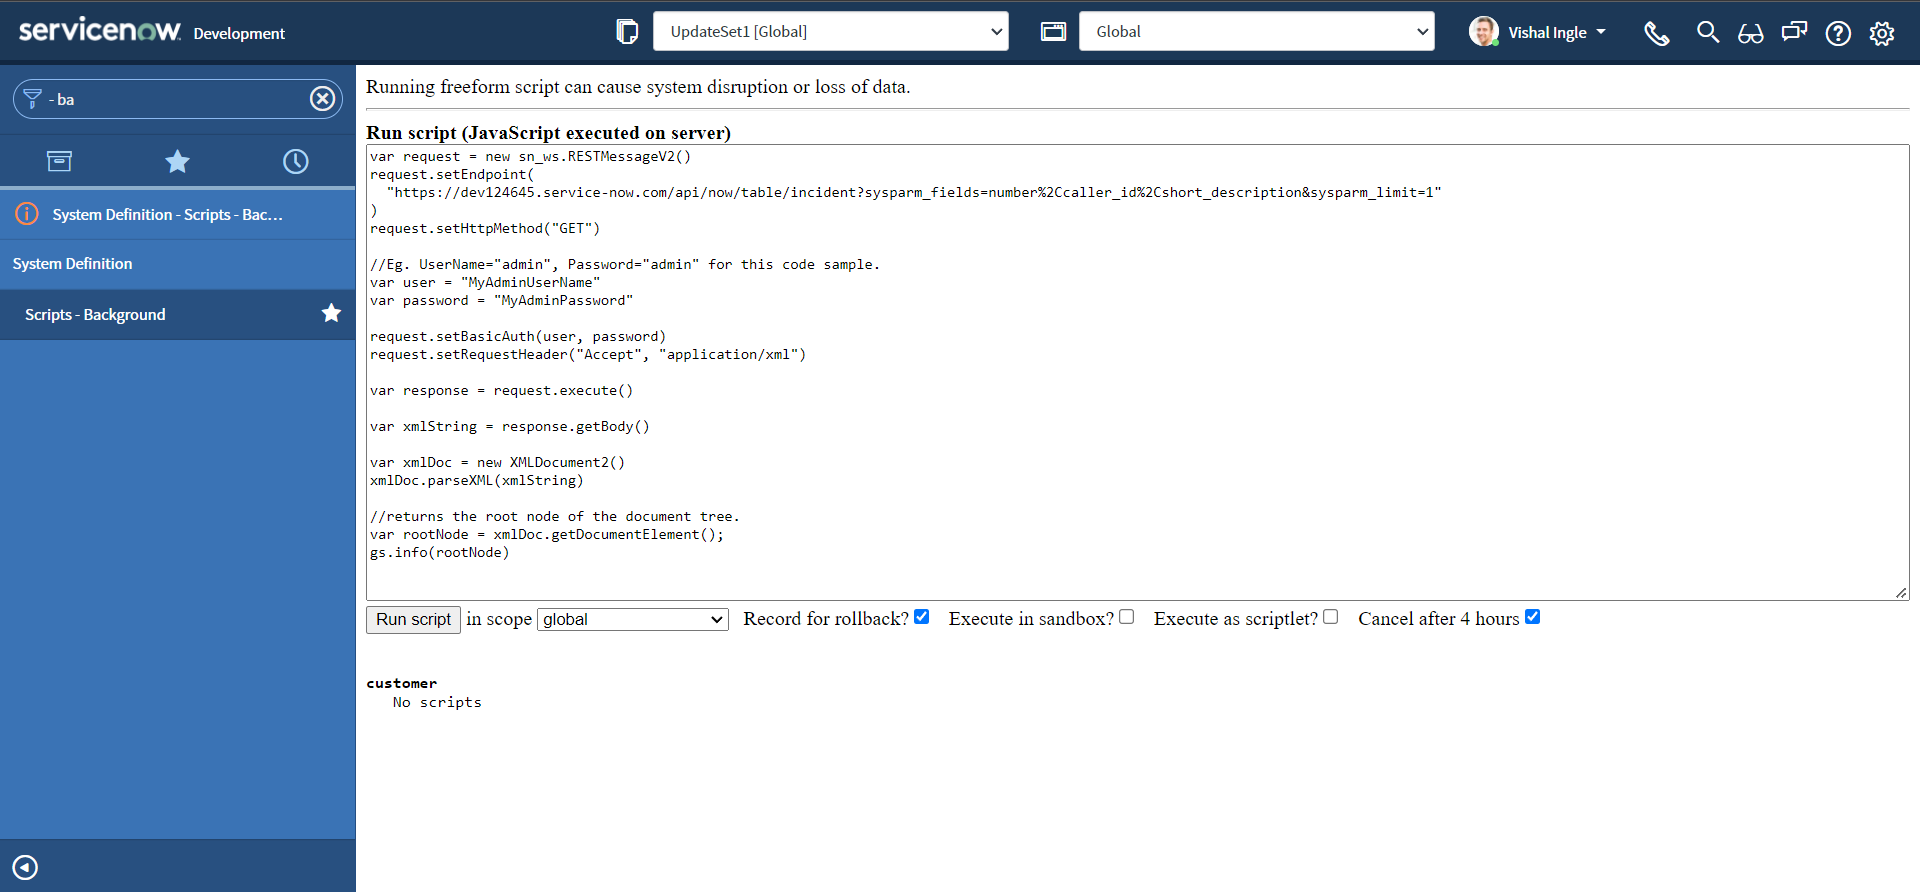 servicenow Development
UpdateSet1 [Global]
Global
Vishal Ingle
- ba
System Definition - Scripts - Bac...
System Definition
Scripts - Background
Running freeform script can cause system disruption or loss of data.
Run script (JavaScript executed on server)
var request = new sn_ws.RESTMessageV2()
request.setEndpoint(
  "https://dev124645.service-now.com/api/now/table/incident?sysparm_fields=number%2Ccaller_id%2Cshort_description&sysparm_limit=1"
)
request.setHttpMethod("GET")
//Eg. UserName="admin", Password="admin" for this code sample.
var user = "MyAdminUserName"
var password = "MyAdminPassword"
request.setBasicAuth(user, password)
request.setRequestHeader("Accept", "application/xml")
var response = request.execute()
var xmlString = response.getBody()
var xmlDoc = new XMLDocument2()
xmlDoc.parseXML(xmlString)
//returns the root node of the document tree.
var rootNode = xmlDoc.getDocumentElement();
gs.info(rootNode)
Run script in scope global Record for rollback? Execute in sandbox? Execute as scriptlet? Cancel after 4 hours
customer
No scripts